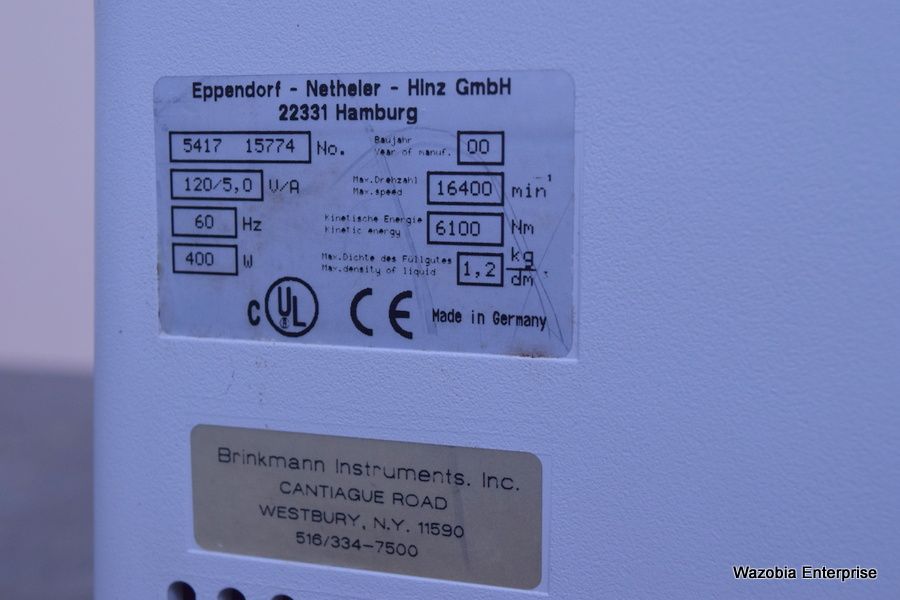 Eppendorf - Netheler - Hinz GmbH
22331 Hamburg
5417 15774 No.
Baujahr
Year of manuf.
00
120/5,0 V/A
Max.Drehzahl
Max.speed
16400 min⁻¹
60 Hz
Kinetische Energie
Kinetic energy
6100 Nm
400 W
Max.Dichte des Füllgutes
Max.density of liquid
1,2 kg
dm
C UL ® CE Made in Germany
Brinkmann Instruments. Inc.
CANTIAGUE ROAD
WESTBURY, N.Y. 11590
516/334-7500
Wazobia Enterprise